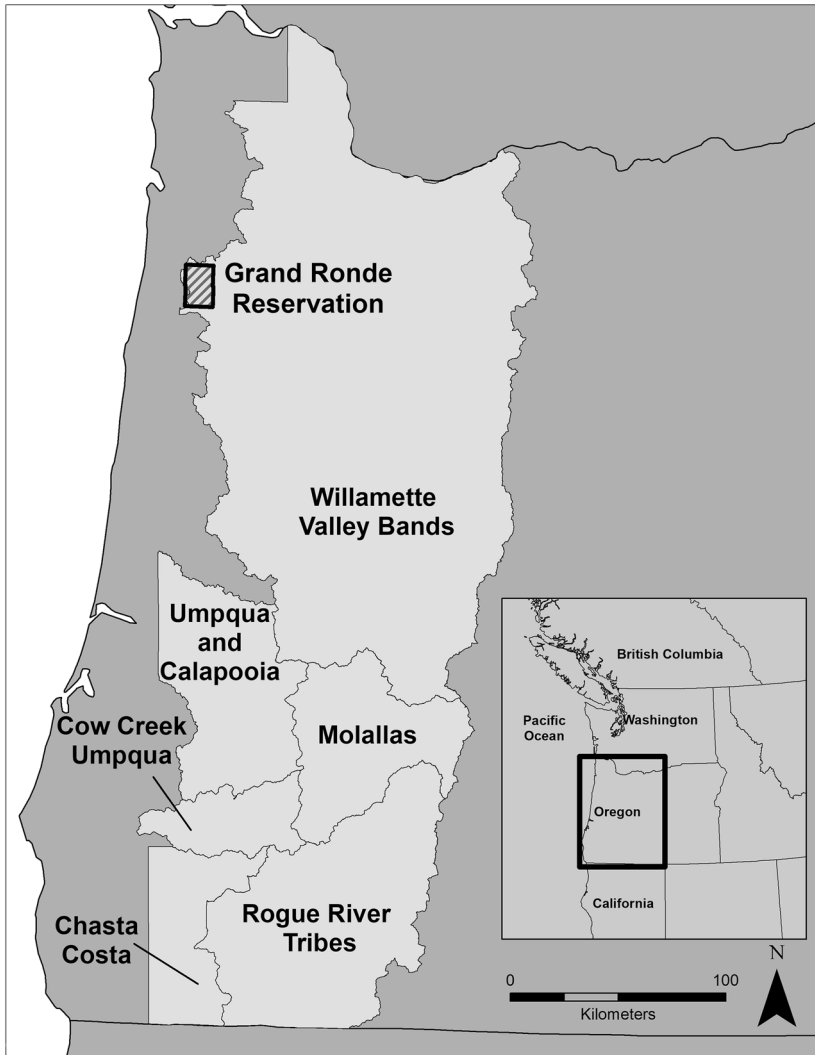 Grand Ronde
Reservation
Willamette
Valley Bands
Umpqua
and
Calapooia
Cow Creek
Umpqua
Molallas
Chasta
Costa
Rogue River
Tribes
British Columbia
Pacific
Ocean
Washington
Oregon
California
N
0
100
Kilometers